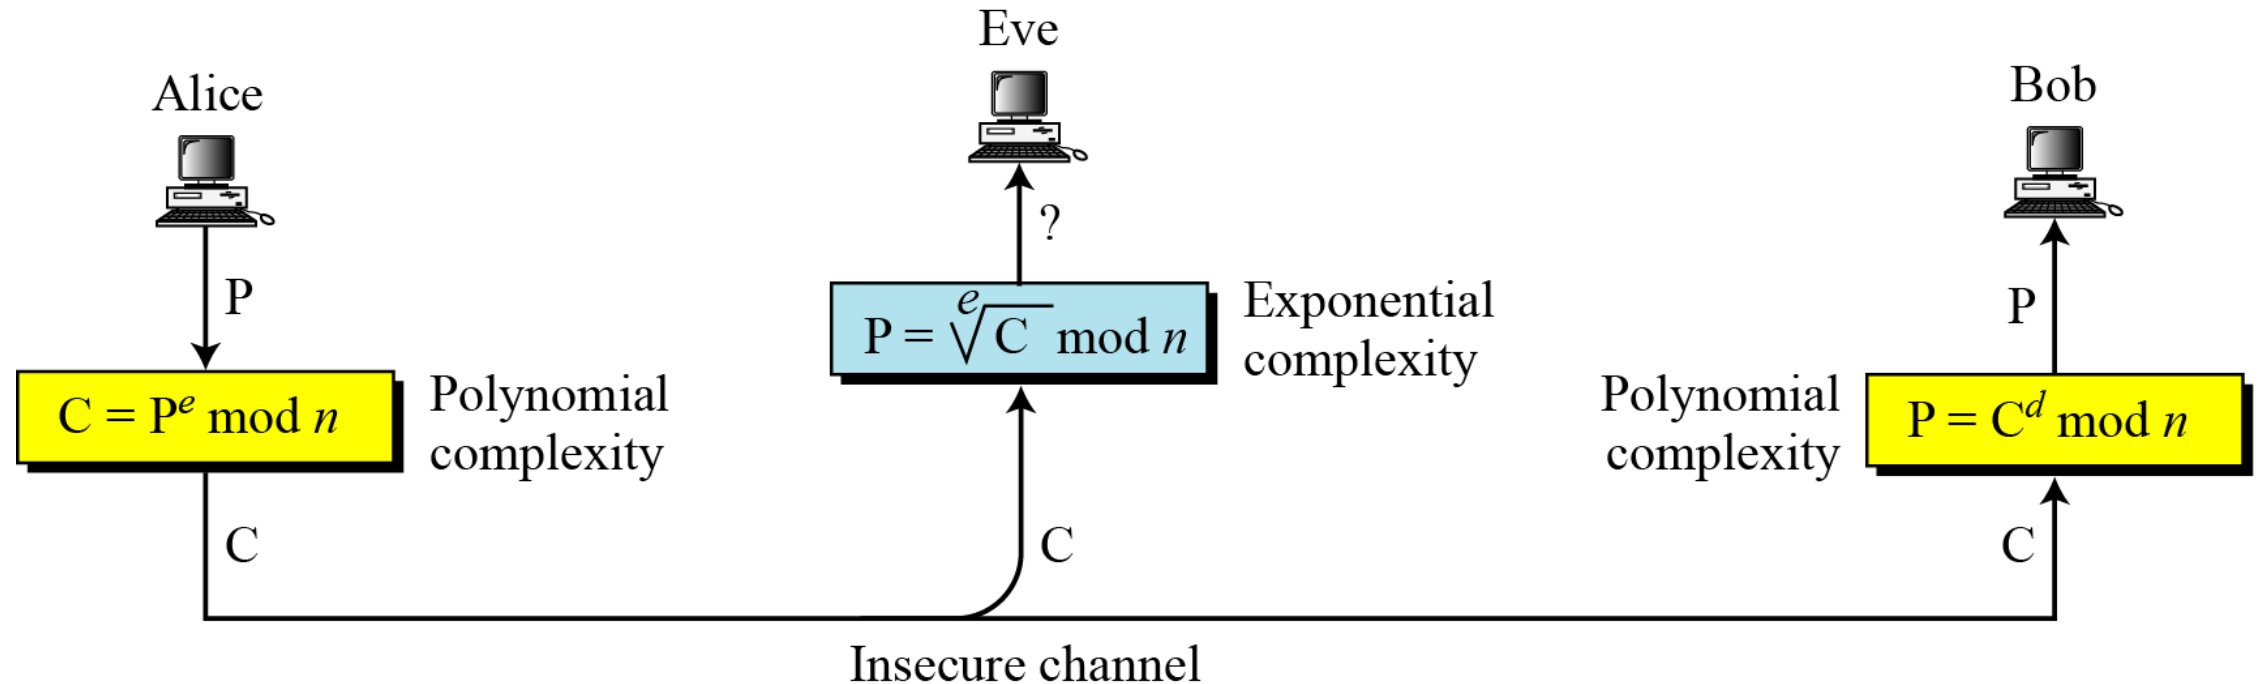 Eve
Alice
Bob
?
P
P
P = ᵉ√C mod n
Exponential
complexity
C = Pᵉ mod n
Polynomial
complexity
Polynomial
complexity
P = Cᵈ mod n
C
C
C
Insecure channel